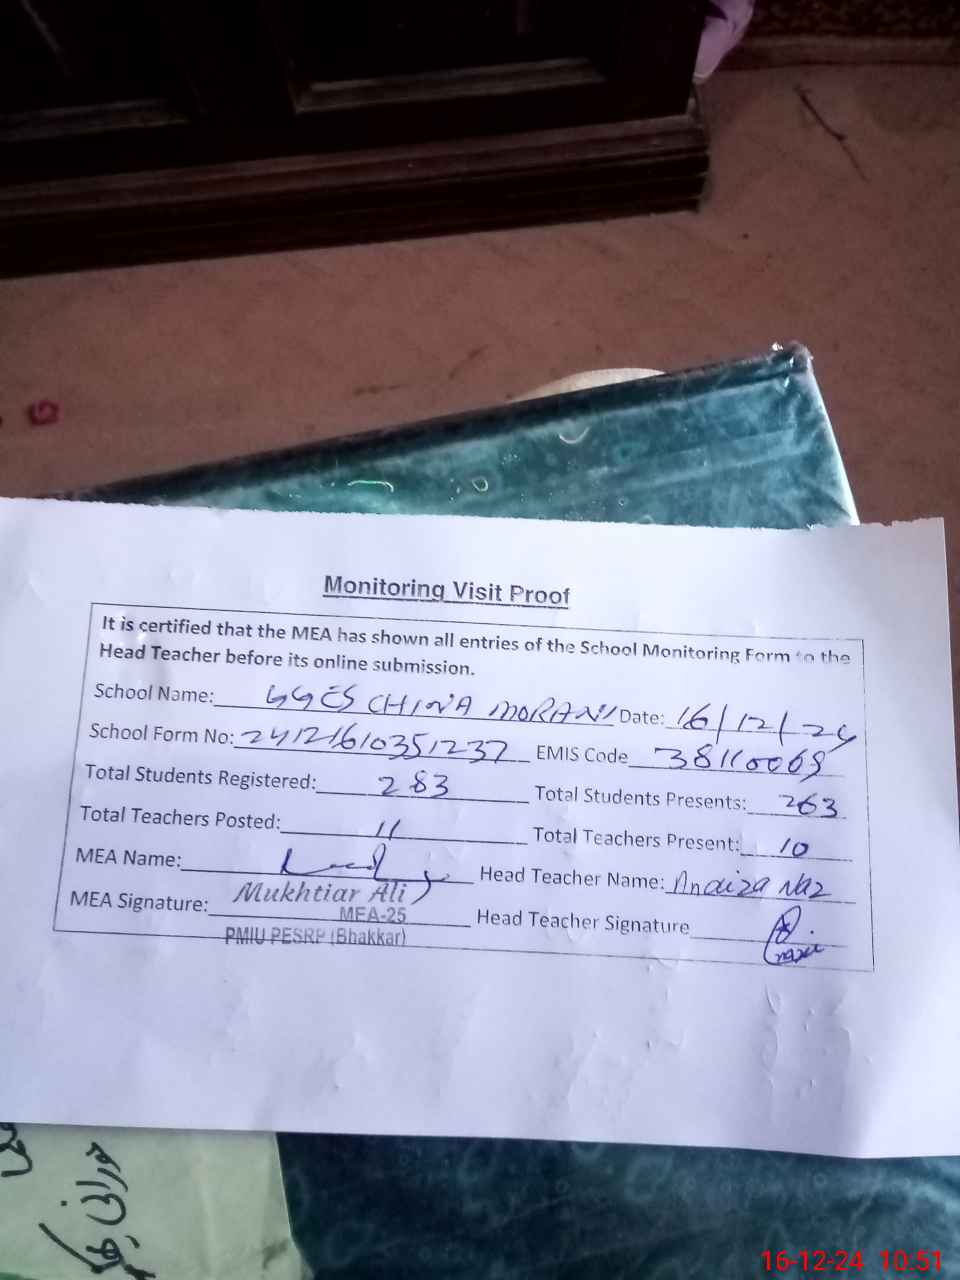 Monitoring Visit Proof
It is certified that the MEA has shown all entries of the School Monitoring Form to the
Head Teacher before its online submission.
School Name: GGES CHINA MORANI Date: 16/12/24
School Form No: 24121610351237 EMIS Code 38110069
Total Students Registered: 283 Total Students Presents: 263
Total Teachers Posted: 11 Total Teachers Present: 10
MEA Name: Head Teacher Name: Anaiza Naz
MEA Signature: Mukhtiar Ali Head Teacher Signature
MEA-25
PMIU PESRP (Bhakkar)
16-12-24 10:51